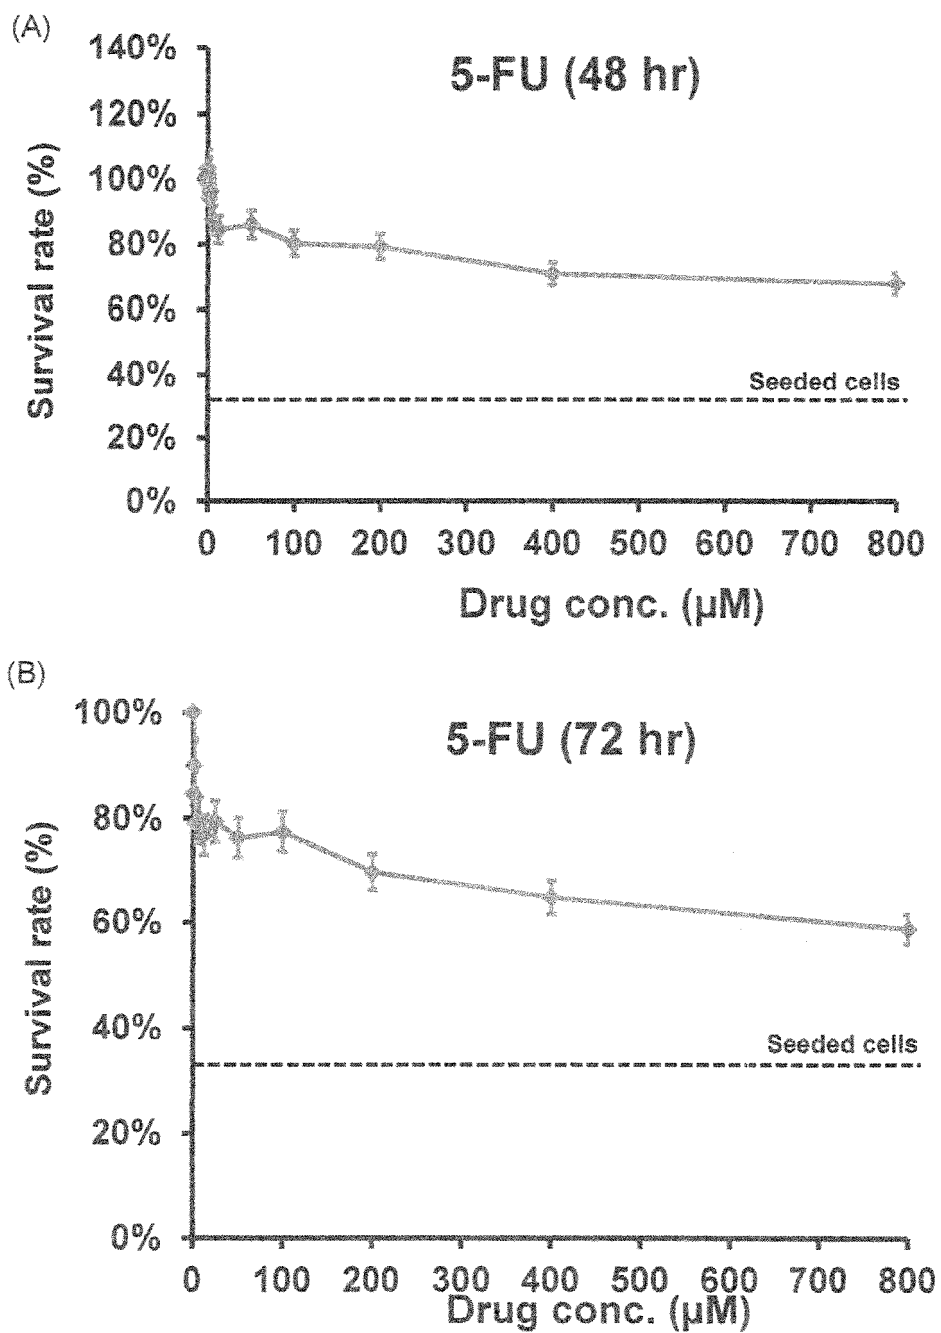 (A)
5-FU (48 hr)
140%
120%
100%
80%
60%
40%
20%
0%
Survival rate (%)
Seeded cells
0 100 200 300 400 500 600 700 800
Drug conc. (µM)
(B)
5-FU (72 hr)
100%
80%
60%
40%
20%
0%
Survival rate (%)
Seeded cells
0 100 200 300 400 500 600 700 800
Drug conc. (µM)